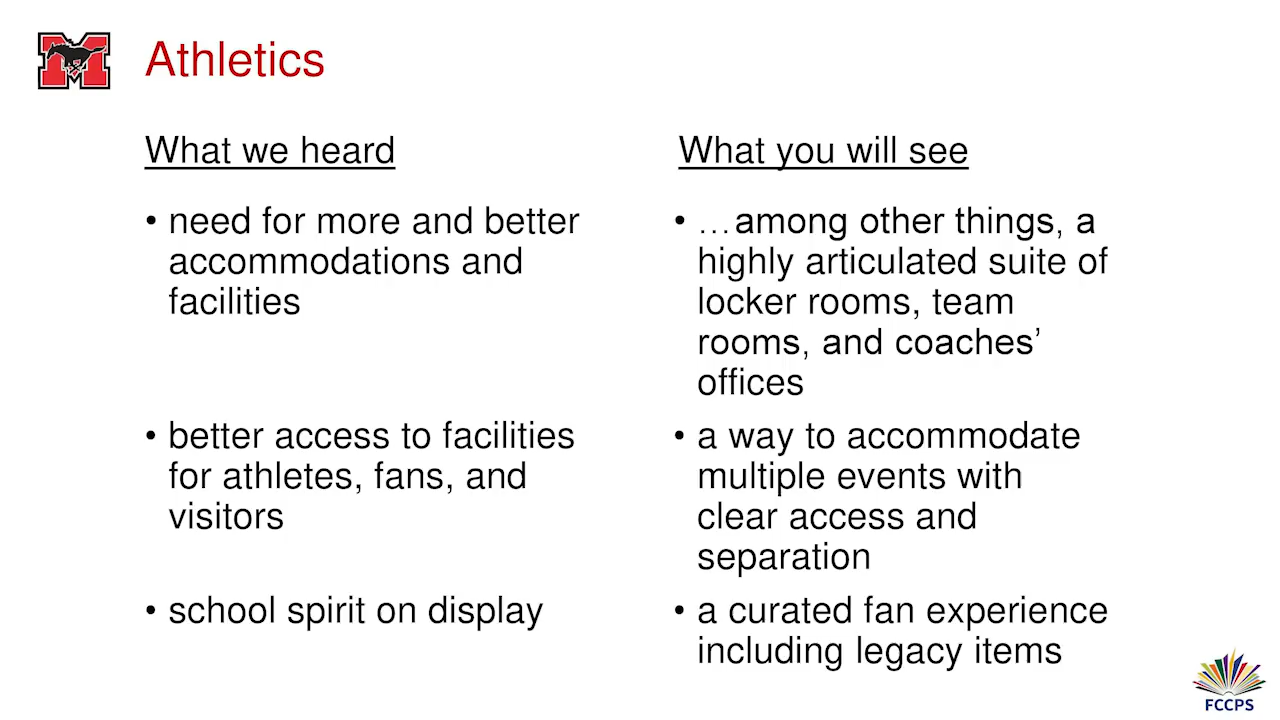 M
Athletics
What we heard
• need for more and better
accommodations and
facilities
• better access to facilities
for athletes, fans, and
visitors
• school spirit on display
What you will see
• …among other things, a
highly articulated suite of
locker rooms, team
rooms, and coaches’
offices
• a way to accommodate
multiple events with
clear access and
separation
• a curated fan experience
including legacy items
FCCPS